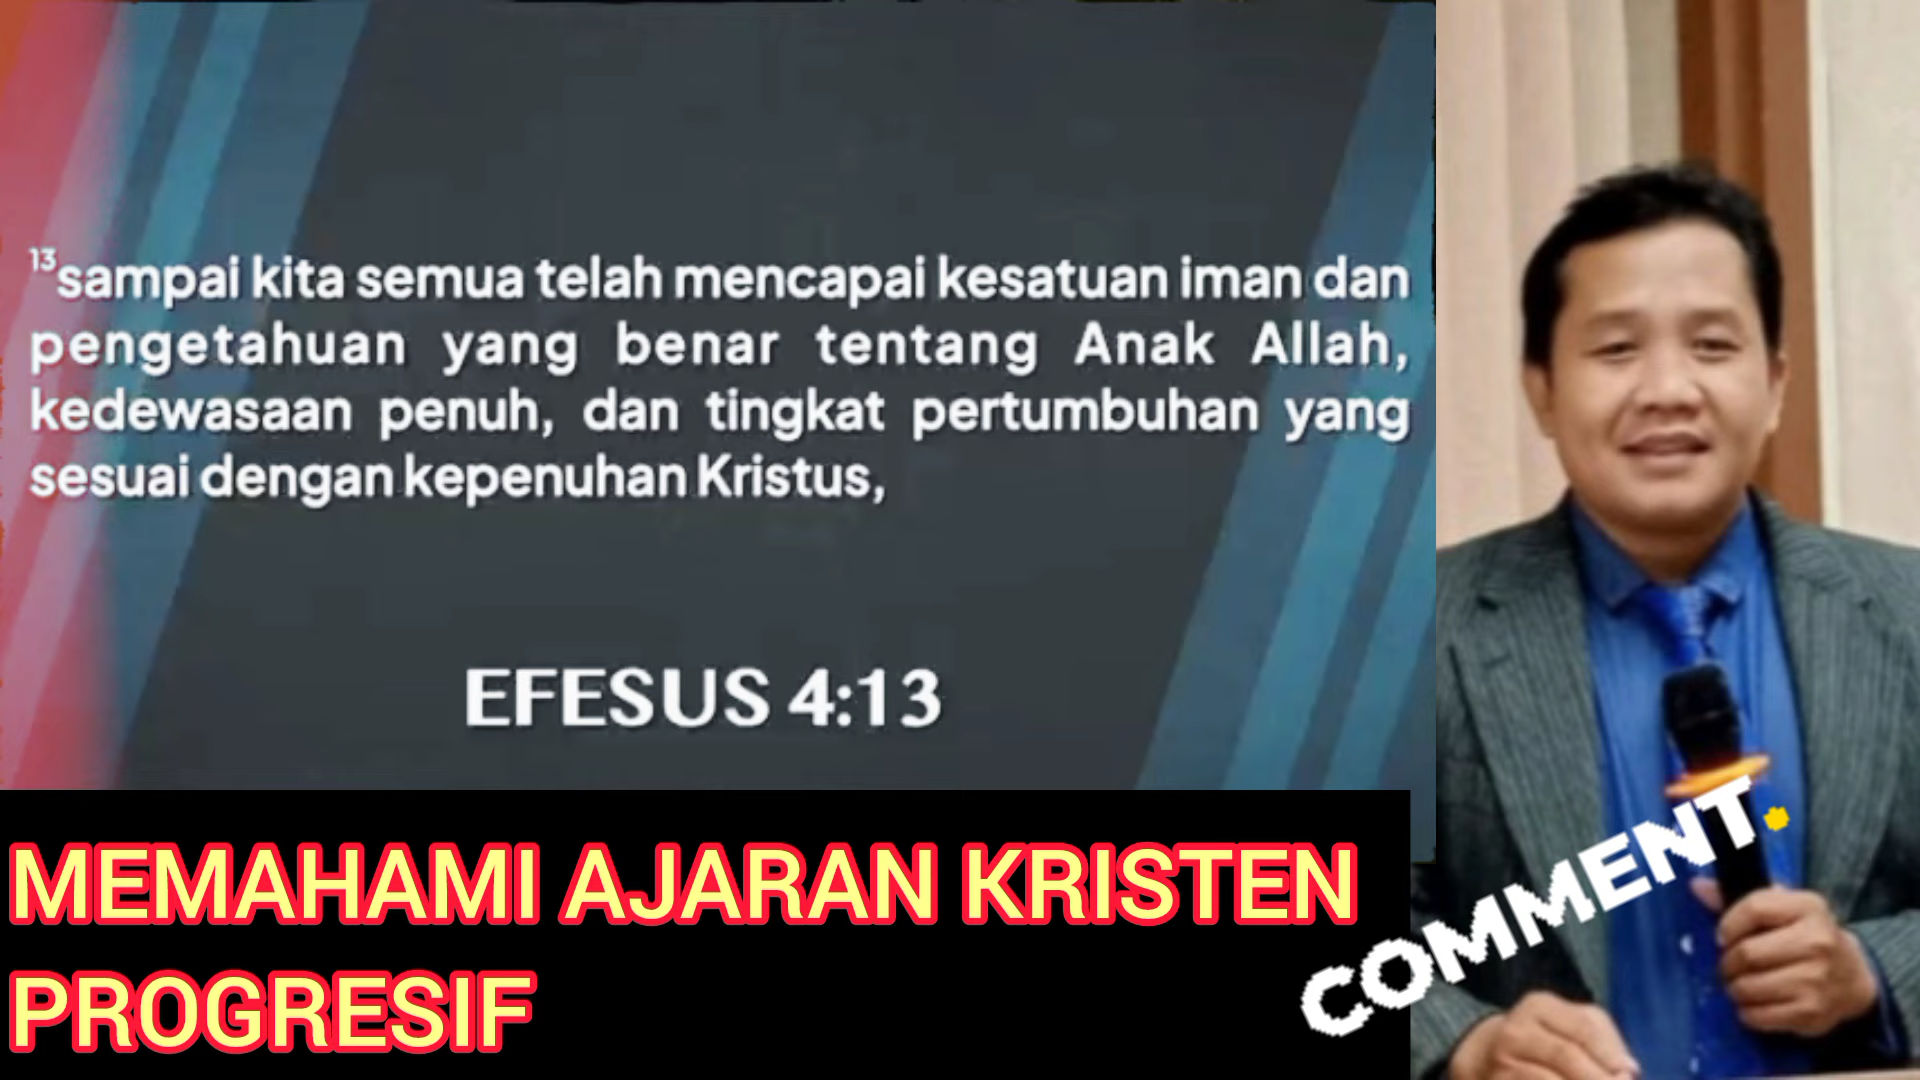 13sampai kita semua telah mencapai kesatuan iman dan
pengetahuan yang benar tentang Anak Allah,
kedewasaan penuh, dan tingkat pertumbuhan yang
sesuai dengan kepenuhan Kristus,
EFESUS 4:13
MEMAHAMI AJARAN KRISTEN
PROGRESIF
COMMENT.